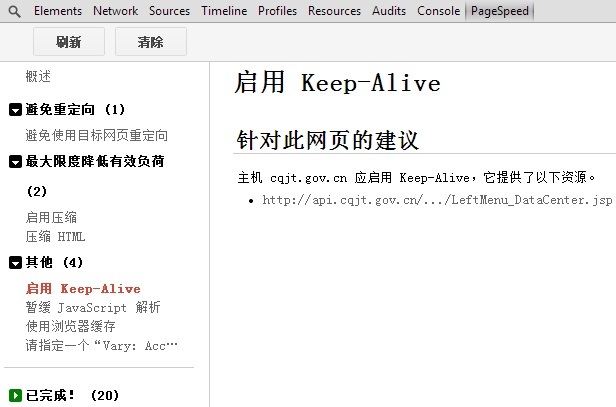 Elements Network Sources Timeline Profiles Resources Audits Console PageSpeed
刷新 清除
概述
避免重定向 (1)
避免使用目标网页重定向
最大限度降低有效负荷
(2)
启用压缩
压缩 HTML
其他 (4)
启用 Keep-Alive
暂缓 JavaScript 解析
使用浏览器缓存
请指定一个“Vary: Acc…
已完成! (20)
启用 Keep-Alive
针对此网页的建议
主机 cqjt.gov.cn 应启用 Keep-Alive，它提供了以下资源。
http://api.cqjt.gov.cn/.../LeftMenu_DataCenter.jsp